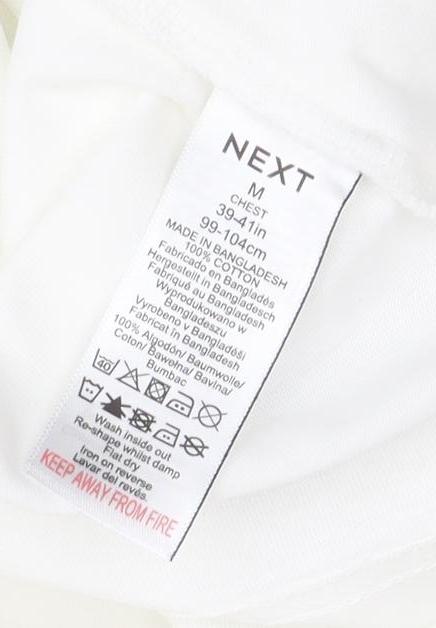 NEXT
M
CHEST
39-41in
99-104cm
MADE IN BANGLADESH
100% COTTON
Fabricado en Bangladés
Hergestellt in Bangladesch
Fabriqué au Bangladesh
Wyprodukowano w
Bangladeszu
Vyrobeno v Bangladéši
Fabricat în Bangladesh
100% Algodón/ Baumwolle/
Coton/ Bawełna/ Bavlna/
Bumbac
40
Wash inside out
Re-shape whilst damp
Flat dry
Iron on reverse
Lavar del revés.
KEEP AWAY FROM FIRE